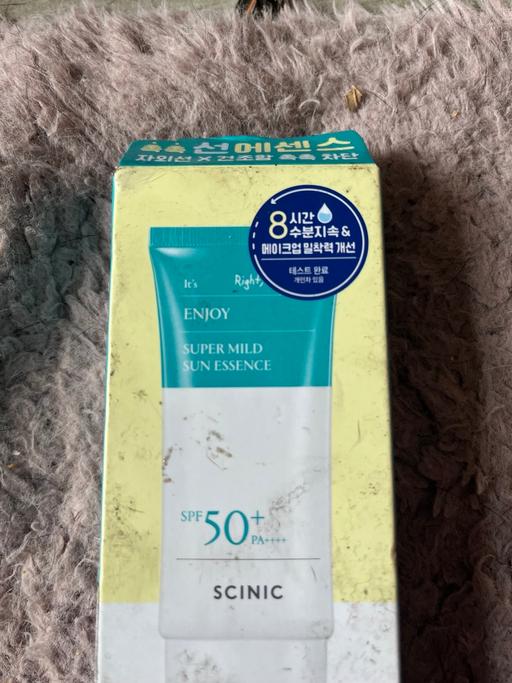 촉촉 선에센스
자외선 X 건조함 촉촉 차단
8시간
수분지속 &
메이크업 밀착력 개선
테스트 완료
개인차 있음
It's Right,
ENJOY
SUPER MILD
SUN ESSENCE
SPF 50+
PA++++
SCINIC